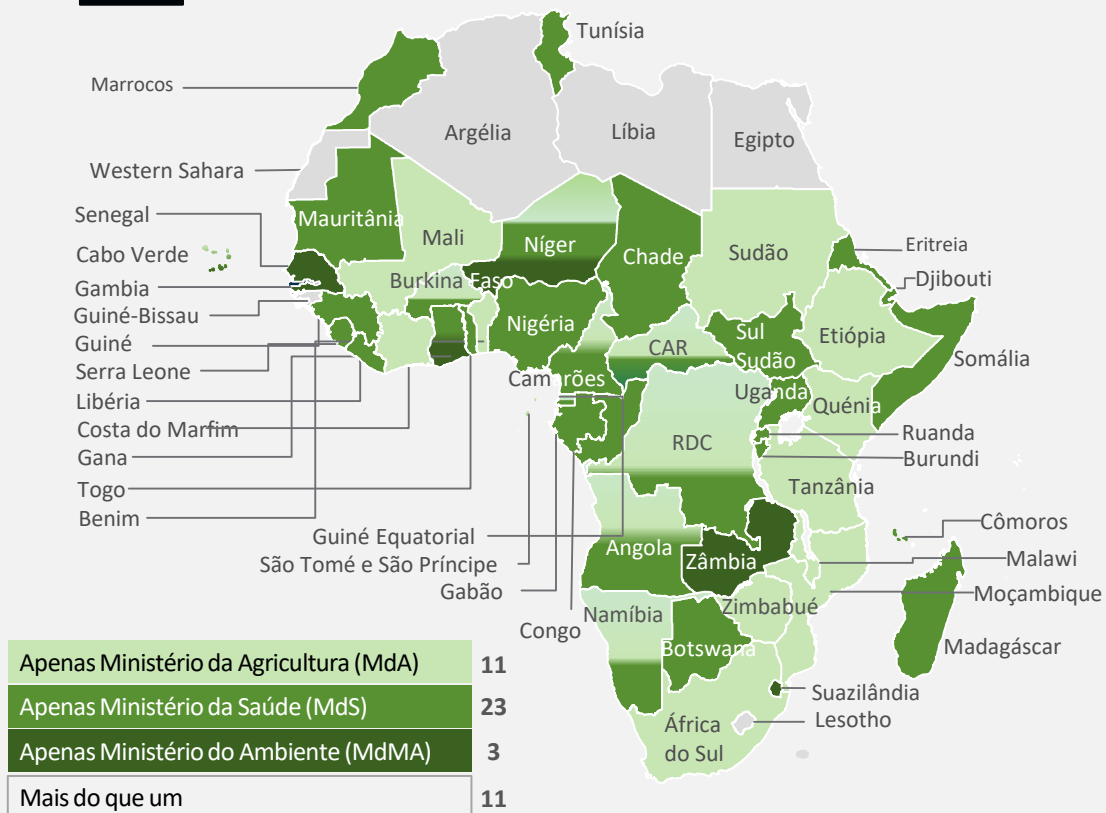 Tunísia
Marrocos
Argélia
Líbia
Egipto
Western Sahara
Senegal
Mauritânia
Mali
Níger
Chade
Sudão
Eritreia
Cabo Verde
Burkina Faso
Djibouti
Gambia
Guiné-Bissau
Nigéria
Sul
Sudão
Etiópia
Guiné
CAR
Somália
Serra Leone
Camarões
Uganda
Quénia
Libéria
Costa do Marfim
RDC
Ruanda
Gana
Burundi
Togo
Tanzânia
Benim
Guiné Equatorial
Angola
Cômoros
São Tomé e São Príncipe
Zâmbia
Malawi
Gabão
Moçambique
Namíbia
Zimbabué
Congo
Botswana
Madagáscar
Suazilândia
Lesotho
África
do Sul
Apenas Ministério da Agricultura (MdA) 11
Apenas Ministério da Saúde (MdS) 23
Apenas Ministério do Ambiente (MdMA) 3
Mais do que um 11